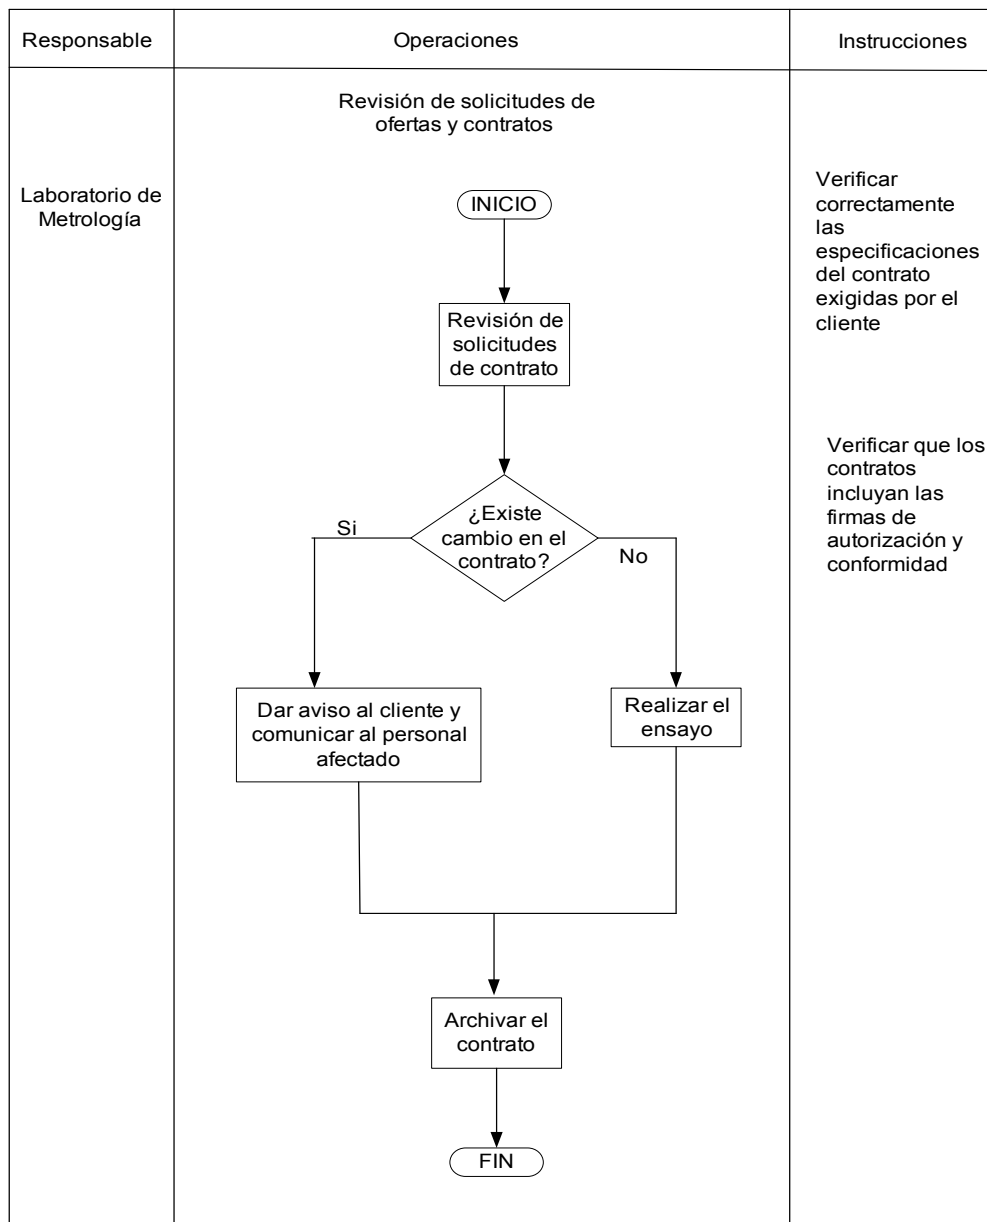 Responsable
Operaciones
Instrucciones
Revisión de solicitudes de
ofertas y contratos
Laboratorio de
Metrología
INICIO
Verificar
correctamente
las
especificaciones
del contrato
exigidas por el
cliente
Revisión de
solicitudes
de contrato
Verificar que los
contratos
incluyan las
firmas de
autorización y
conformidad
¿Existe
cambio en el
contrato?
Si
No
Dar aviso al cliente y
comunicar al personal
afectado
Realizar el
ensayo
Archivar el
contrato
FIN